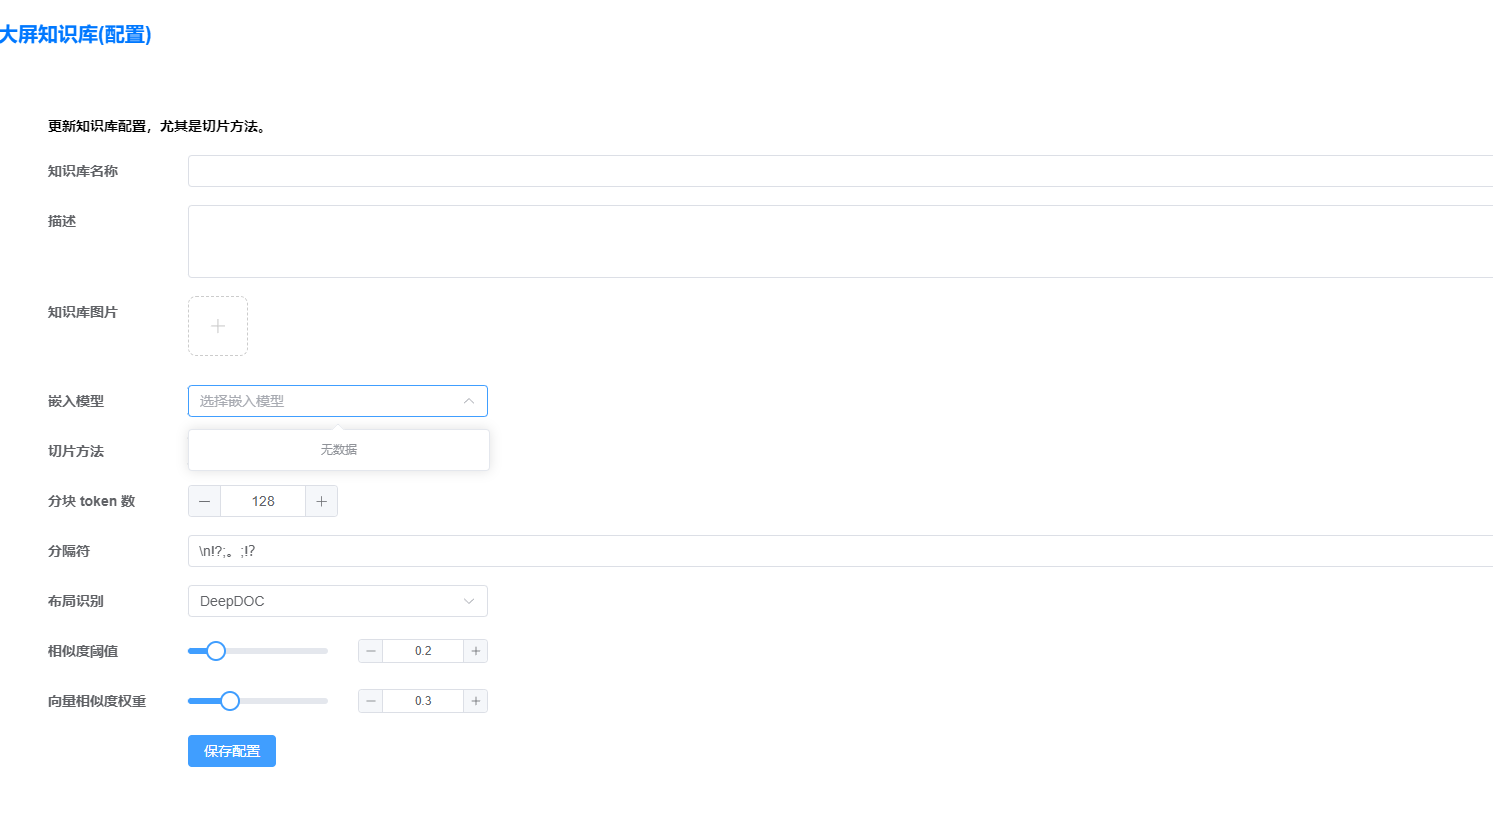 大屏知识库(配置)
更新知识库配置，尤其是切片方法。
知识库名称
描述
知识库图片
嵌入模型
选择嵌入模型
切片方法
无数据
分块 token 数
128
分隔符
\n!?;。;!?
布局识别
DeepDOC
相似度阈值
0.2
向量相似度权重
0.3
保存配置